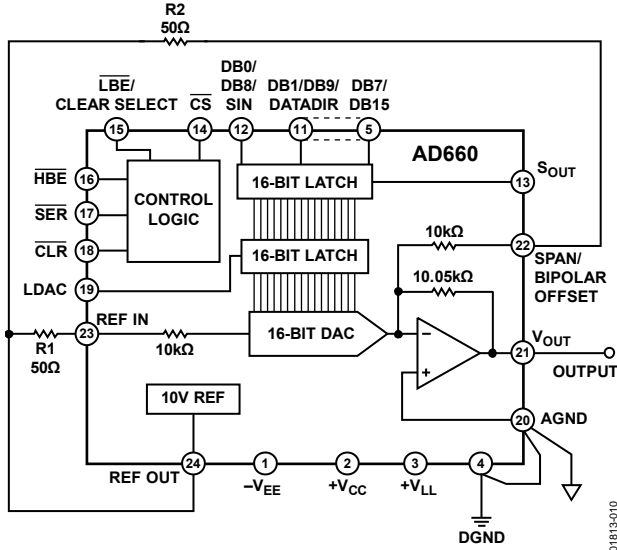 R2
50Ω
LBE/
CLEAR SELECT
CS
DB0/
DB8/
SIN
DB1/DB9/
DATADIR
DB7/
DB15
15
14
12
11
5
AD660
HBE
16
SER
17
CLR
18
LDAC
19
CONTROL
LOGIC
16-BIT LATCH
16-BIT LATCH
13
SOUT
10kΩ
22
SPAN/
BIPOLAR
OFFSET
10.05kΩ
REF IN
23
R1
50Ω
10kΩ
16-BIT DAC
–
+
VOUT
21
OUTPUT
10V REF
20
AGND
REF OUT
24
1
–VEE
2
+VCC
3
+VLL
4
DGND
01813-010